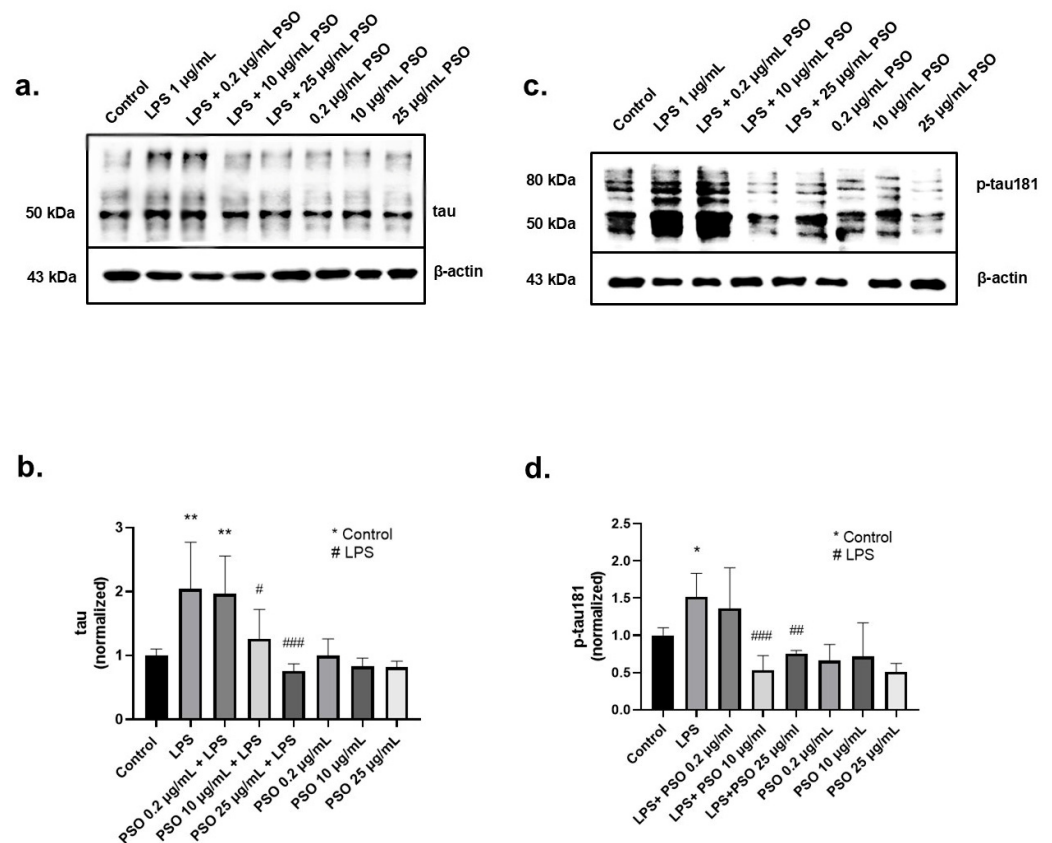 a.
Control
LPS 1 µg/mL
LPS + 0.2 µg/mL PSO
LPS + 10 µg/mL PSO
LPS + 25 µg/mL PSO
0.2 µg/mL PSO
10 µg/mL PSO
25 µg/mL PSO
50 kDa
tau
43 kDa
β-actin
c.
Control
LPS 1 µg/mL
LPS + 0.2 µg/mL PSO
LPS + 10 µg/mL PSO
LPS + 25 µg/mL PSO
0.2 µg/mL PSO
10 µg/mL PSO
25 µg/mL PSO
80 kDa
p-tau181
50 kDa
43 kDa
β-actin
b.
* Control
# LPS
tau
(normalized)
3
2
1
0
**
**
#
###
Control
LPS
PSO 0.2 µg/mL + LPS
PSO 10 µg/mL + LPS
PSO 25 µg/mL + LPS
PSO 0.2 µg/mL
PSO 10 µg/mL
PSO 25 µg/mL
d.
* Control
# LPS
p-tau181
(normalized)
2.5
2.0
1.5
1.0
0.5
0.0
*
###
##
Control
LPS
LPS+ PSO 0.2 µg/ml
LPS+ PSO 10 µg/ml
LPS+PSO 25 µg/ml
PSO 0.2 µg/mL
PSO 10 µg/mL
PSO 25 µg/mL